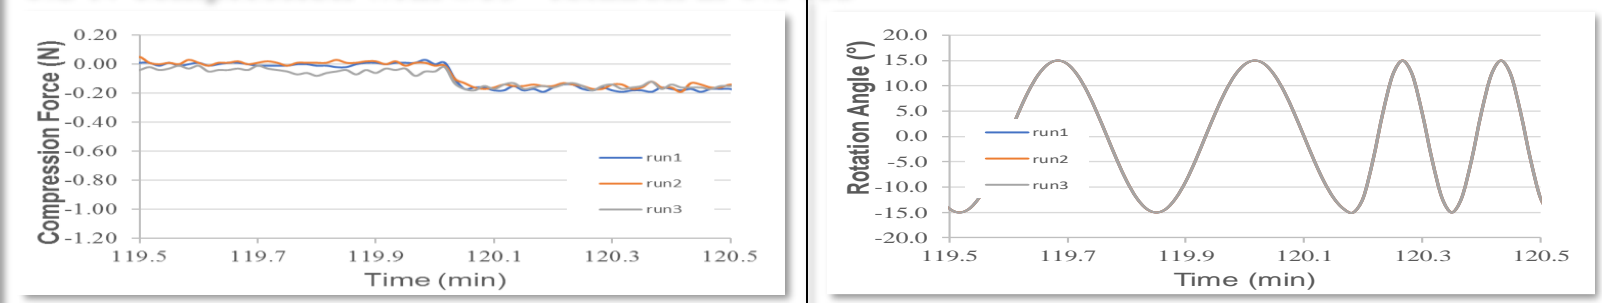 0.20
0.00
-0.20
-0.40
-0.60
-0.80
-1.00
-1.20
Compression Force (N)
run1
run2
run3
119.5 119.7 119.9 120.1 120.3 120.5
Time (min)
20.0
15.0
10.0
5.0
0.0
-5.0
-10.0
-15.0
-20.0
Rotation Angle (°)
run1
run2
run3
119.5 119.7 119.9 120.1 120.3 120.5
Time (min)